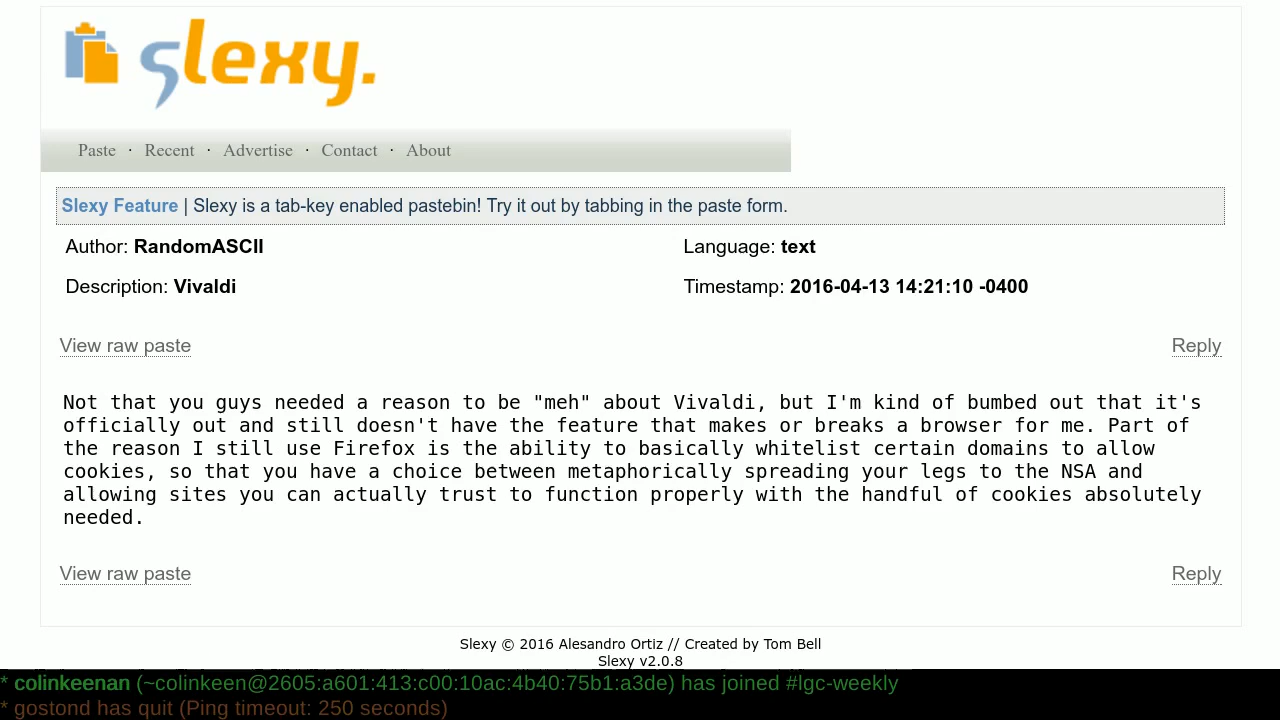 slexy.
Paste · Recent · Advertise · Contact · About
Slexy Feature | Slexy is a tab-key enabled pastebin! Try it out by tabbing in the paste form.
Author: RandomASCII Language: text
Description: Vivaldi Timestamp: 2016-04-13 14:21:10 -0400
View raw paste Reply
Not that you guys needed a reason to be "meh" about Vivaldi, but I'm kind of bumbed out that it's
officially out and still doesn't have the feature that makes or breaks a browser for me. Part of
the reason I still use Firefox is the ability to basically whitelist certain domains to allow
cookies, so that you have a choice between metaphorically spreading your legs to the NSA and
allowing sites you can actually trust to function properly with the handful of cookies absolutely
needed.
View raw paste Reply
Slexy © 2016 Alesandro Ortiz // Created by Tom Bell
Slexy v2.0.8
* colinkeenan (~colinkeen@2605:a601:413:c00:10ac:4b40:75b1:a3de) has joined #lgc-weekly
* gostond has quit (Ping timeout: 250 seconds)